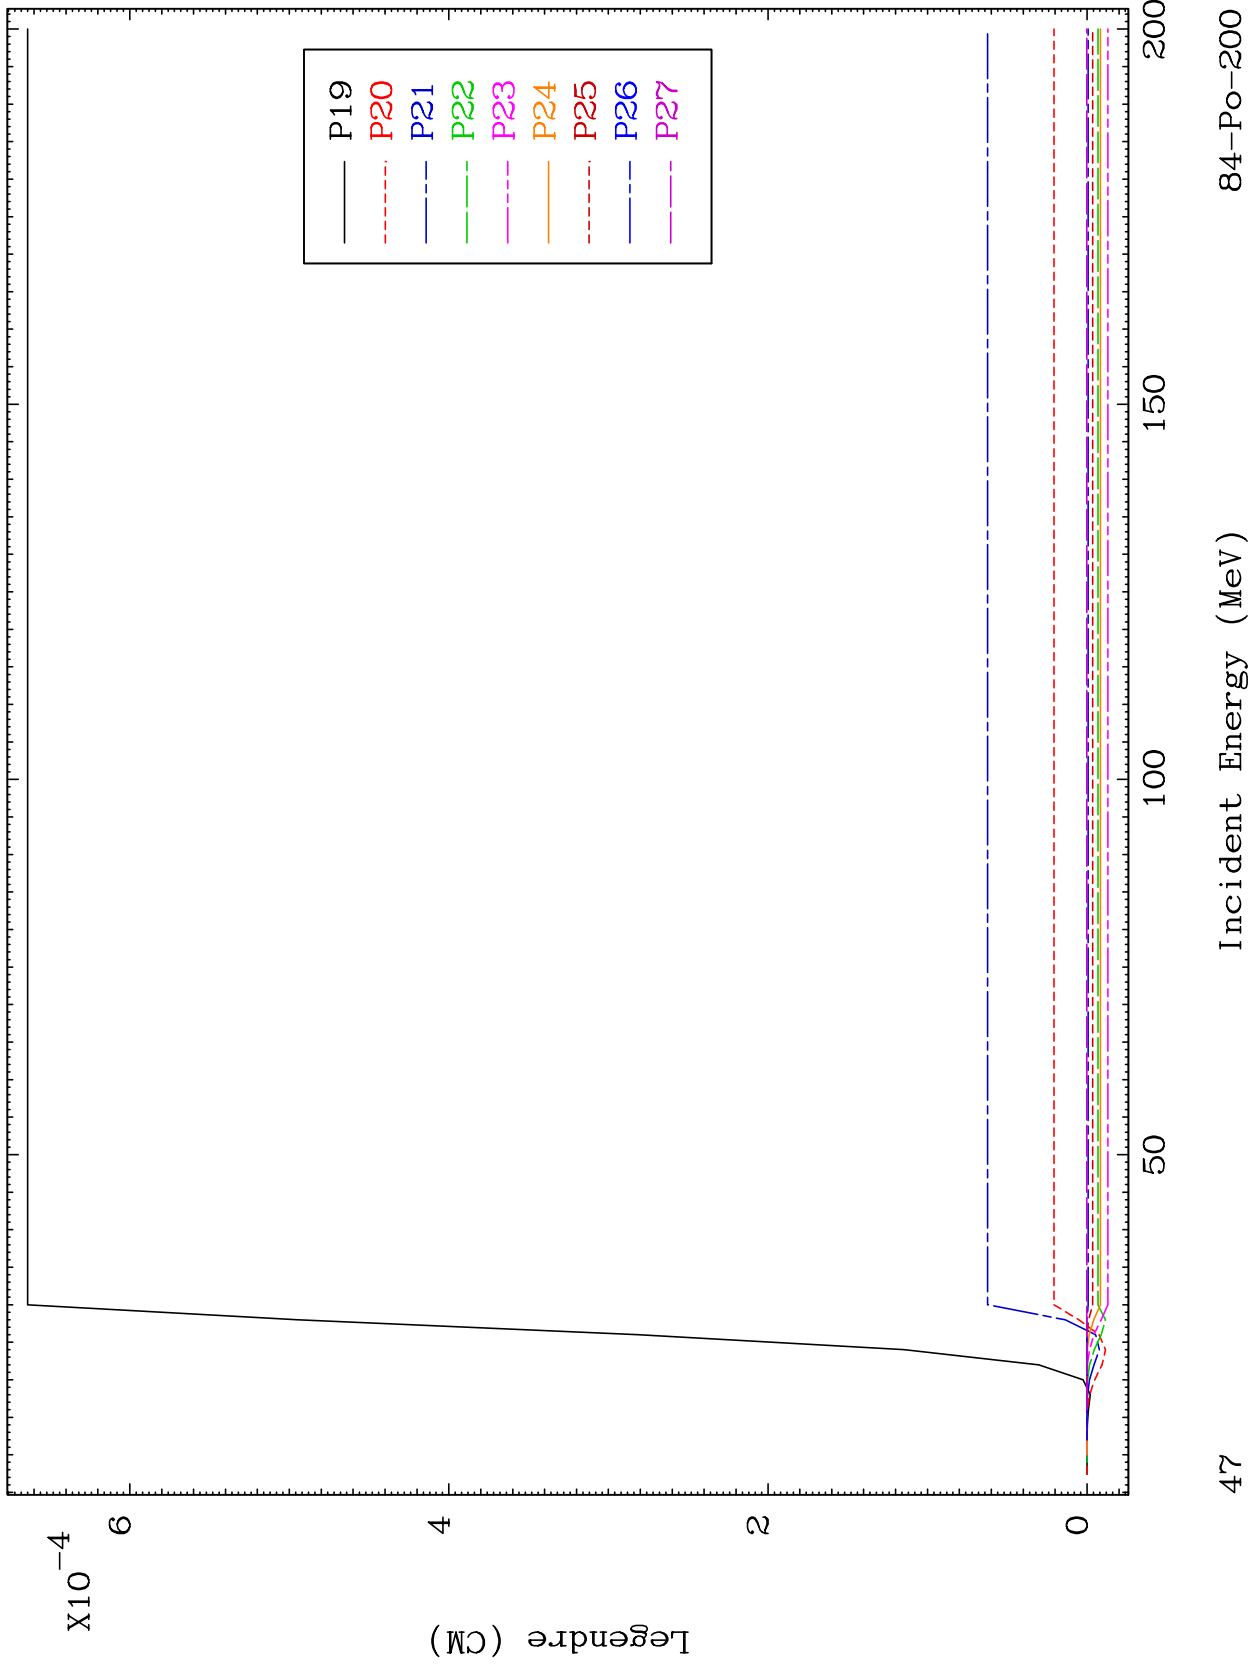 X10-4
6
4
2
0
Legendre (CM)
P19
P20
P21
P22
P23
P24
P25
P26
P27
50
100
150
200
Incident Energy (MeV)
47
84-Po-200